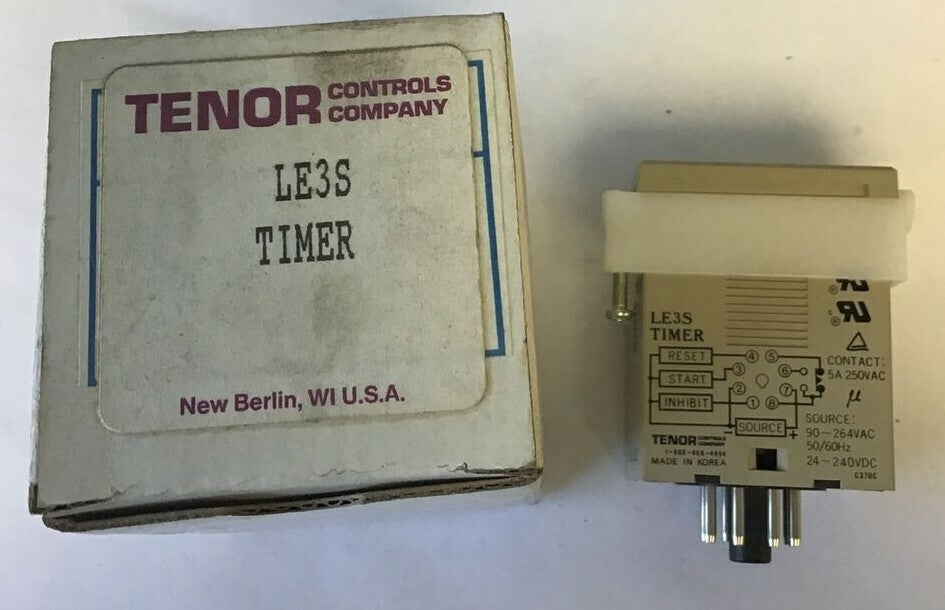 TENOR CONTROLS
COMPANY
LE3S
TIMER
New Berlin, WI U.S.A.
LE3S
TIMER
RESET
START
INHIBIT
SOURCE
4 5
3 6
2 7
1 8
- +
CONTACT:
5A 250VAC
μ
SOURCE:
90~264VAC
50/60Hz
24~240VDC
TENOR CONTROLS
COMPANY
MADE IN KOREA